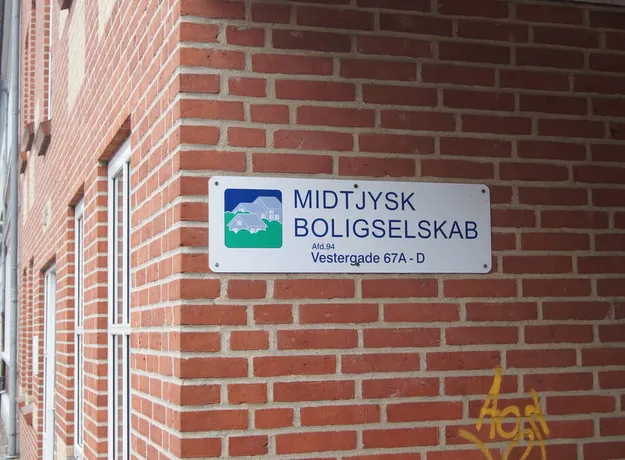 MIDTJYSK
BOLIGSELSKAB
Afd.94
Vestergade 67A - D